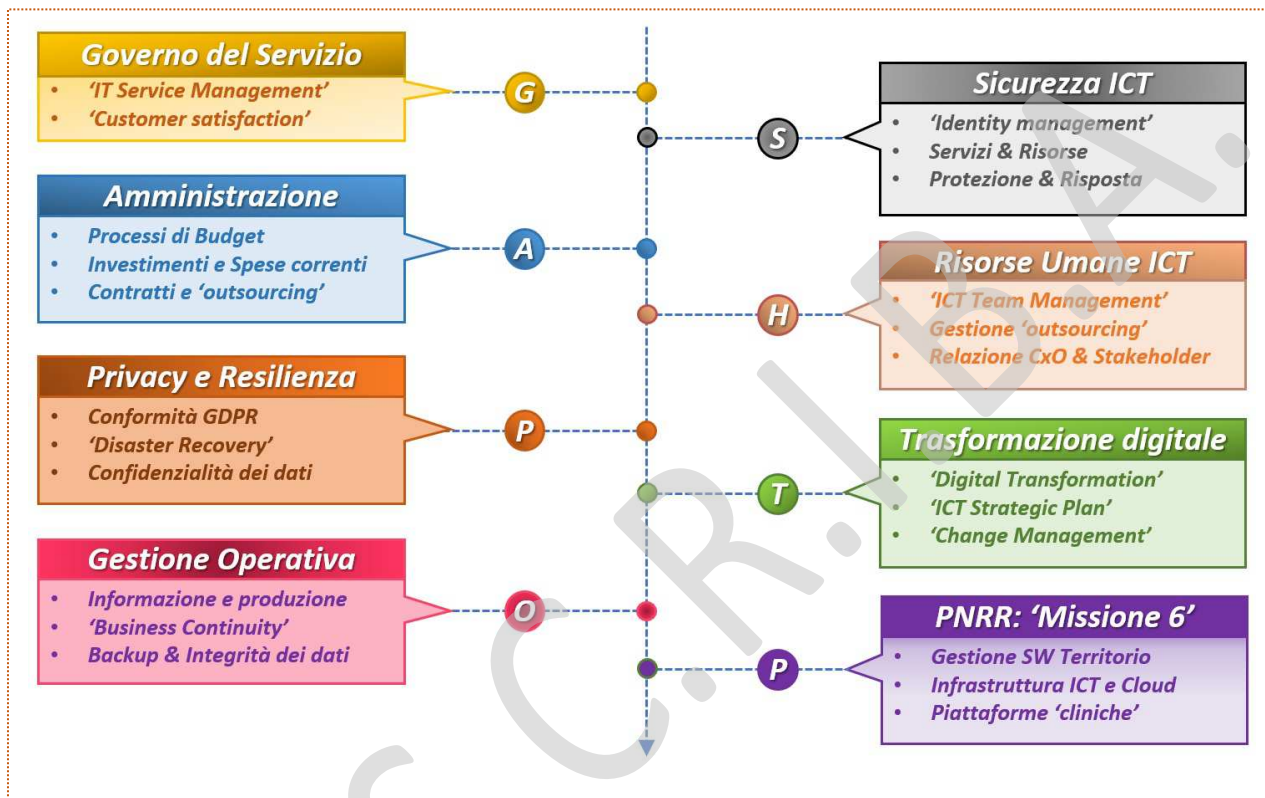 Governo del Servizio
• ‘IT Service Management’
• ‘Customer satisfaction’
G
Sicurezza ICT
• ‘Identity management’
• Servizi & Risorse
• Protezione & Risposta
S
Amministrazione
• Processi di Budget
• Investimenti e Spese correnti
• Contratti e ‘outsourcing’
A
Risorse Umane ICT
• ‘ICT Team Management’
• Gestione ‘outsourcing’
• Relazione CxO & Stakeholder
H
Privacy e Resilienza
• Conformità GDPR
• ‘Disaster Recovery’
• Confidenzialità dei dati
P
Trasformazione digitale
• ‘Digital Transformation’
• ‘ICT Strategic Plan’
• ‘Change Management’
T
Gestione Operativa
• Informazione e produzione
• ‘Business Continuity’
• Backup & Integrità dei dati
O
PNRR: ‘Missione 6’
• Gestione SW Territorio
• Infrastruttura ICT e Cloud
• Piattaforme ‘cliniche’
P
C.R.I.B.A.